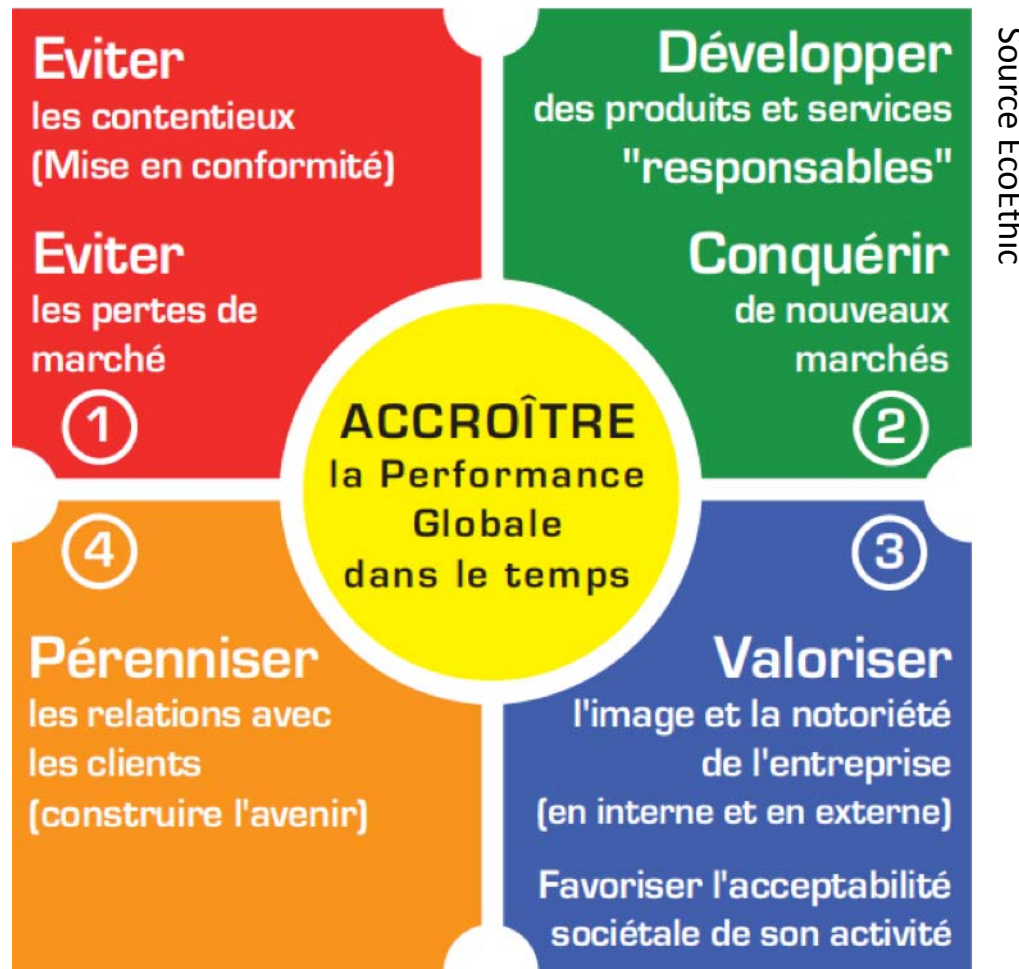 Eviter
les contentieux
(Mise en conformité)
Eviter
les pertes de
marché
1
Développer
des produits et services
"responsables"
Conquérir
de nouveaux
marchés
2
ACCROÎTRE
la Performance
Globale
dans le temps
3
Valoriser
l'image et la notoriété
de l'entreprise
(en interne et en externe)
Favoriser l'acceptabilité
sociétale de son activité
4
Pérenniser
les relations avec
les clients
(construire l'avenir)
Source EcoEthic